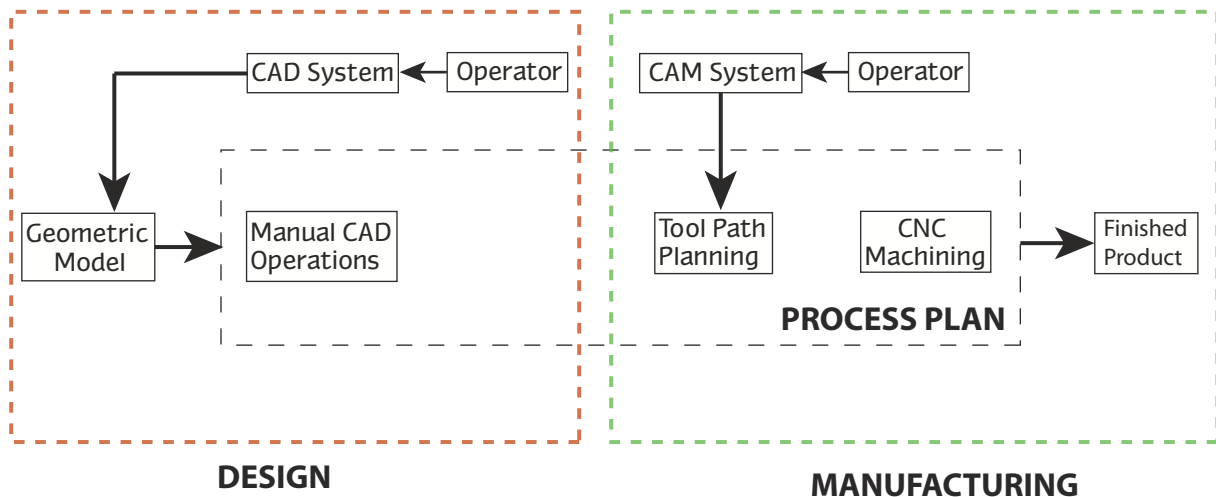 CAD System
Operator
CAM System
Operator
Geometric
Model
Manual CAD
Operations
Tool Path
Planning
CNC
Machining
Finished
Product
PROCESS PLAN
DESIGN
MANUFACTURING